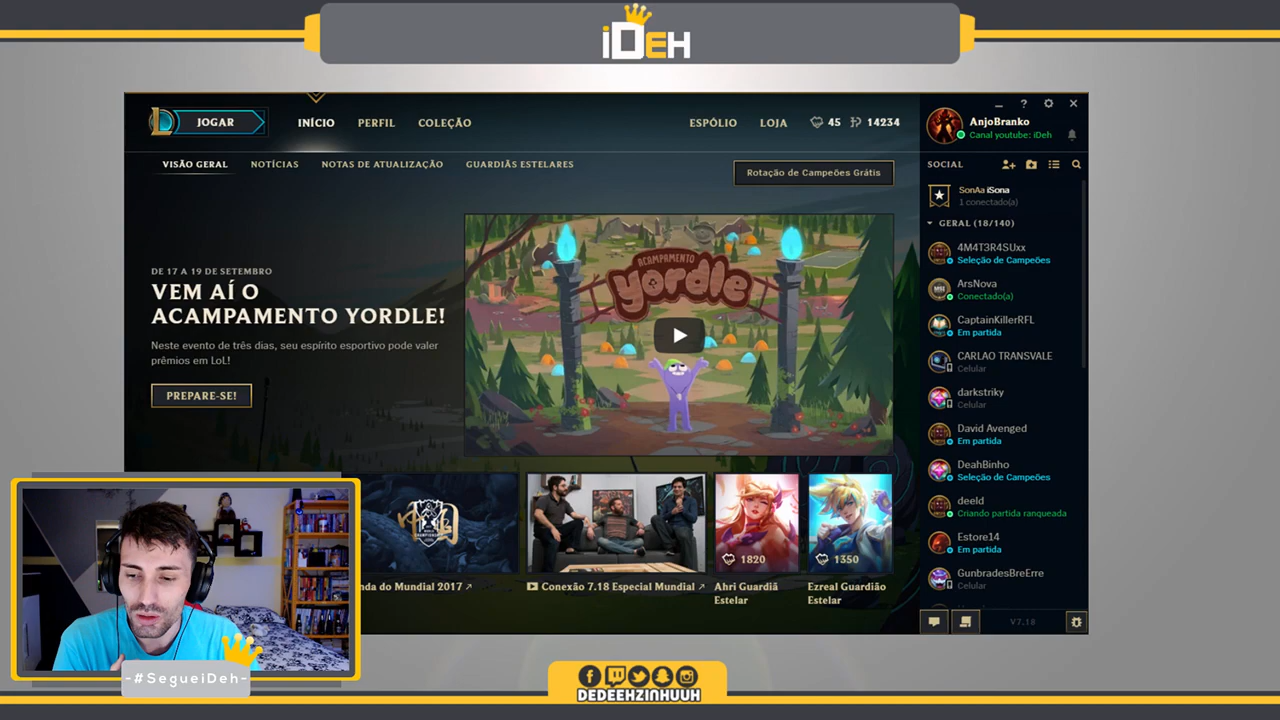 iDeH
JOGAR
INÍCIO
PERFIL
COLEÇÃO
ESPÓLIO
LOJA
45
14234
?
AnjoBranko
Canal youtube: iDeh
VISÃO GERAL
NOTÍCIAS
NOTAS DE ATUALIZAÇÃO
GUARDIÃS ESTELARES
Rotação de Campeões Grátis
SOCIAL
SonAa iSona
1 conectado(a)
GERAL (18/140)
4M4T3R4SUxx
Seleção de Campeões
ArsNova
Conectado(a)
CaptainKillerRFL
Em partida
CARLAO TRANSVALE
Celular
darkstriky
Celular
David Avenged
Em partida
DeahBinho
Seleção de Campeões
deeld
Criando partida ranqueada
Estore14
Em partida
GunbradesBreErre
Celular
V7.18
DE 17 A 19 DE SETEMBRO
VEM AÍ O
ACAMPAMENTO YORDLE!
Neste evento de três dias, seu espírito esportivo pode valer
prêmios em LoL!
PREPARE-SE!
ACAMPAMENTO
yordle
nda do Mundial 2017
Conexão 7.18 Especial Mundial
1820
Ahri Guardiã
Estelar
1350
Ezreal Guardião
Estelar
-#SegueiDeh-
DEDEEHZINHUUH